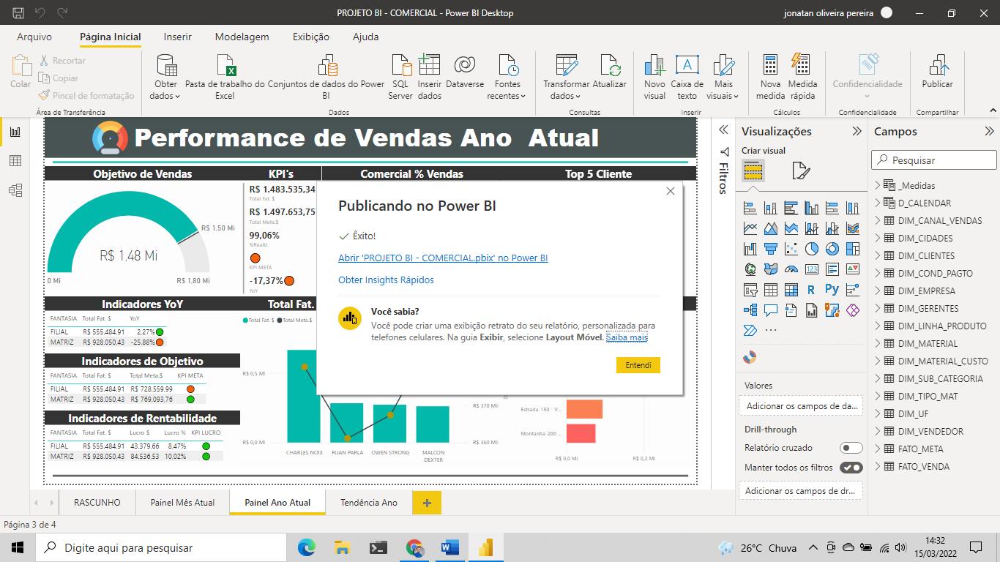 PROJETO BI - COMERCIAL - Power BI Desktop
jonatan oliveira pereira
Arquivo
Página Inicial
Inserir
Modelagem
Exibição
Ajuda
Colar
Recortar
Copiar
Pincel de formatação
Área de Transferência
Obter dados
Pasta de trabalho do Excel
Conjuntos de dados do Power BI
SQL Server
Inserir dados
Dataverse
Fontes recentes
Dados
Transformar dados
Atualizar
Consultas
Novo visual
Caixa de texto
Mais visuais
Inserir
Nova medida
Medida rápida
Cálculos
Confidencialidade
Confidencialidade
Publicar
Compartilhar
Performance de Vendas Ano Atual
Objetivo de Vendas
KPI's
Comercial % Vendas
Top 5 Cliente
R$ 1,50 Mi
R$ 1,48 Mi
0 Mi
R$ 1,80 Mi
R$ 1.483.535,34
Total Fat. $
R$ 1.497.653,75
Total Meta.$
99,06%
%Realiz.
KPI META
-17,37%
YoY
Publicando no Power BI
Êxito!
Abrir 'PROJETO BI - COMERCIAL.pbix' no Power BI
Obter Insights Rápidos
Você sabia?
Você pode criar uma exibição retrato do seu relatório, personalizada para
telefones celulares. Na guia Exibir, selecione Layout Móvel. Saiba mais
Entendi
Indicadores YoY
FANTASIA Total Fat. $ YoY
FILIAL R$ 555.484,91 2,27%
MATRIZ R$ 928.050,43 -25,88%
Indicadores de Objetivo
FANTASIA Total Fat. $ Total Meta.$ KPI META
FILIAL R$ 555.484,91 R$ 728.559,99
MATRIZ R$ 928.050,43 R$ 769.093,76
Indicadores de Rentabilidade
FANTASIA Total Fat. $ Lucro $ Lucro % KPI LUCRO
FILIAL R$ 555.484,91 43.379,66 8,47%
MATRIZ R$ 928.050,43 84.536,53 10,02%
Total Fat.
Total Fat. $ Total Meta.$
R$ 0,5 Mi
R$ 0,0 Mi
R$ 370 Mil
R$ 360 Mil
CHARLES NOIX
RUAN PARLA
OWEN STRONG
MALCON DEXTER
Estrada-150 - V...
Montanha-200 ...
R$ 0,0 Mi
R$ 0,2 Mi
Filtros
Visualizações
Criar visual
R
Py
123
Valores
Adicionar os campos de da...
Drill-through
Relatório cruzado
Manter todos os filtros
Adicionar os campos de dr...
Campos
Pesquisar
_Medidas
D_CALENDAR
DIM_CANAL_VENDAS
DIM_CIDADES
DIM_CLIENTES
DIM_COND_PAGTO
DIM_EMPRESA
DIM_GERENTES
DIM_LINHA_PRODUTO
DIM_MATERIAL
DIM_MATERIAL_CUSTO
DIM_SUB_CATEGORIA
DIM_TIPO_MAT
DIM_UF
DIM_VENDEDOR
FATO_META
FATO_VENDA
RASCUNHO
Painel Mês Atual
Painel Ano Atual
Tendência Ano
Página 3 de 4
Digite aqui para pesquisar
26°C Chuva
14:32
15/03/2022